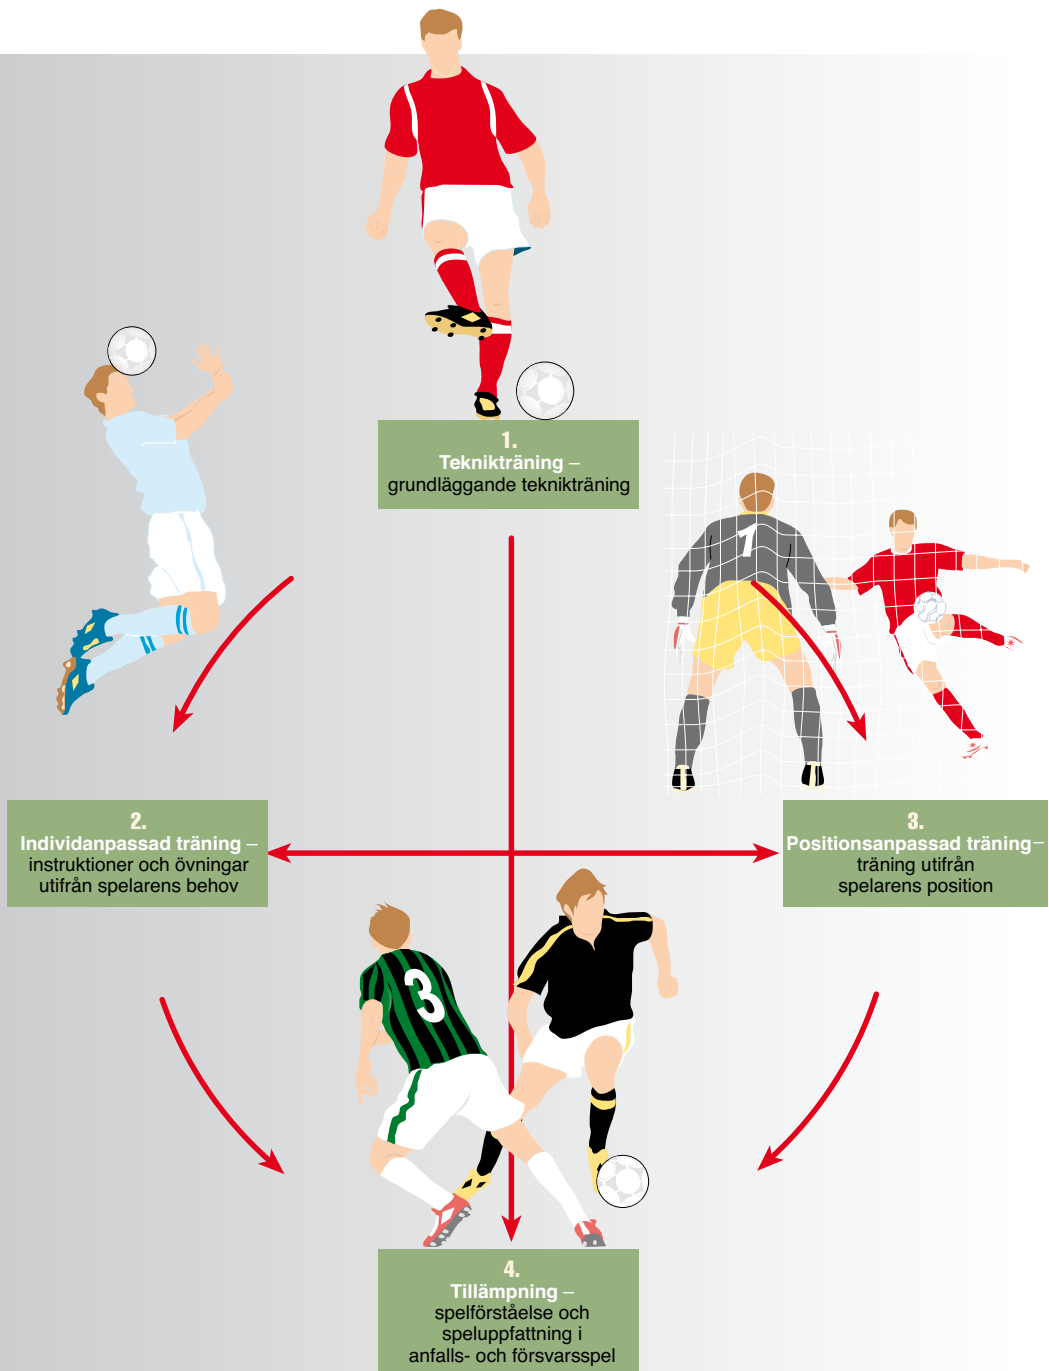 1.
Teknikträning –
grundläggande teknikträning
1
2.
Individanpassad träning –
instruktioner och övningar
utifrån spelarens behov
3.
Positionsanpassad träning–
träning utifrån
spelarens position
3
4.
Tillämpning –
spelförståelse och
speluppfattning i
anfalls- och försvarsspel